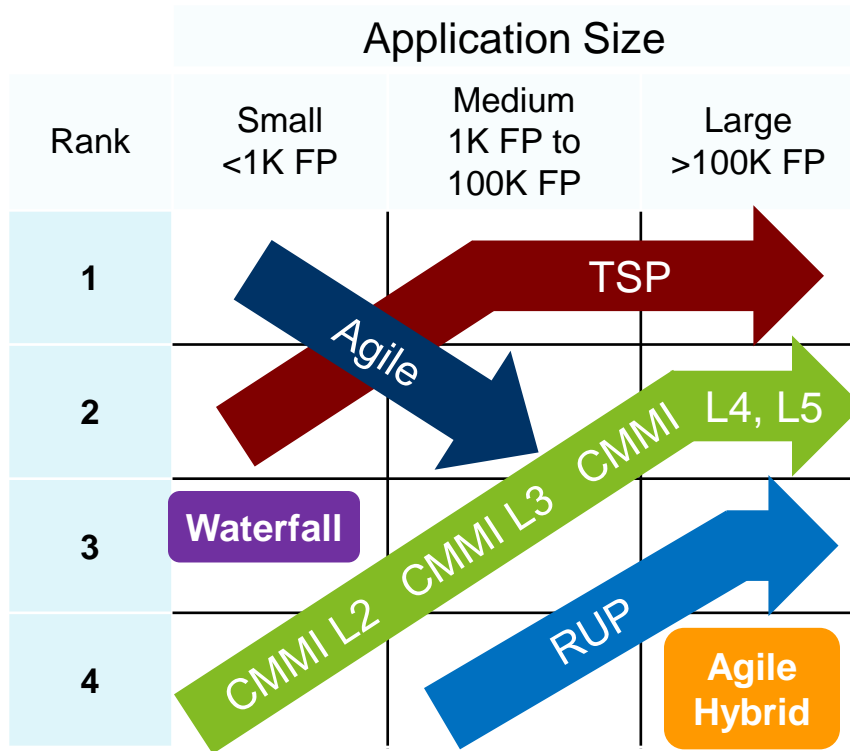 Application Size
Rank
Small
<1K FP
Medium
1K FP to
100K FP
Large
>100K FP
1
TSP
Agile
2
L4, L5
CMMI
3
Waterfall
CMMI L3
4
CMMI L2
RUP
Agile
Hybrid